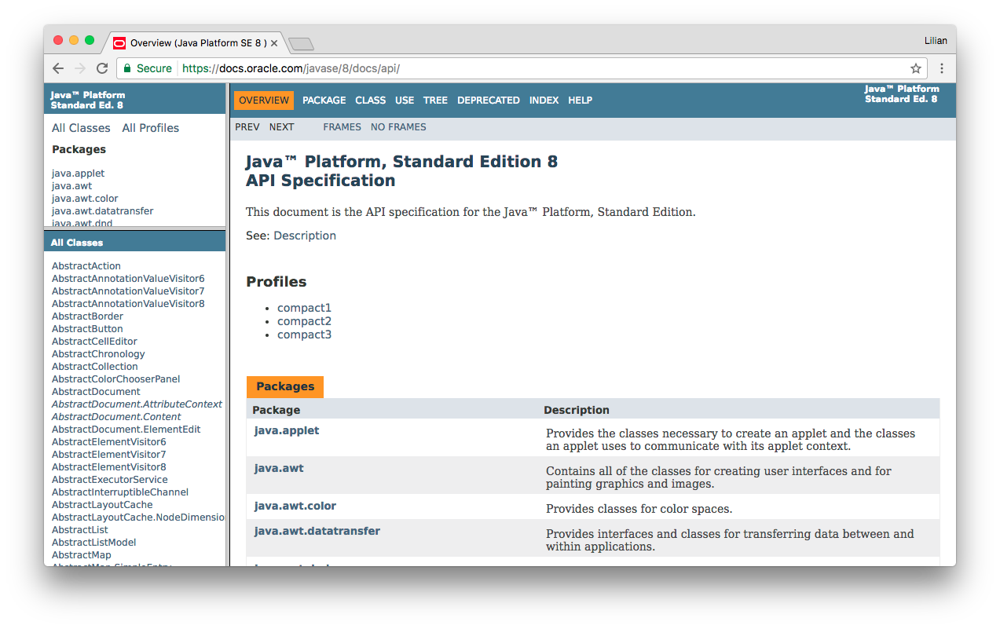 Overview (Java Platform SE 8 )
Lilian
Secure https://docs.oracle.com/javase/8/docs/api/
Java™ Platform
Standard Ed. 8
All Classes All Profiles
Packages
java.applet
java.awt
java.awt.color
java.awt.datatransfer
java.awt.dnd
All Classes
AbstractAction
AbstractAnnotationValueVisitor6
AbstractAnnotationValueVisitor7
AbstractAnnotationValueVisitor8
AbstractBorder
AbstractButton
AbstractCellEditor
AbstractChronology
AbstractCollection
AbstractColorChooserPanel
AbstractDocument
AbstractDocument.AttributeContext
AbstractDocument.Content
AbstractDocument.ElementEdit
AbstractElementVisitor6
AbstractElementVisitor7
AbstractElementVisitor8
AbstractExecutorService
AbstractInterruptibleChannel
AbstractLayoutCache
AbstractLayoutCache.NodeDimensio
AbstractList
AbstractListModel
AbstractMap
AbstractMap.SimpleEntry
OVERVIEW PACKAGE CLASS USE TREE DEPRECATED INDEX HELP
Java™ Platform
Standard Ed. 8
PREV NEXT FRAMES NO FRAMES
Java™ Platform, Standard Edition 8
API Specification
This document is the API specification for the Java™ Platform, Standard Edition.
See: Description
Profiles
• compact1
• compact2
• compact3
Packages
Package Description
java.applet Provides the classes necessary to create an applet and the classes
an applet uses to communicate with its applet context.
java.awt Contains all of the classes for creating user interfaces and for
painting graphics and images.
java.awt.color Provides classes for color spaces.
java.awt.datatransfer Provides interfaces and classes for transferring data between and
within applications.